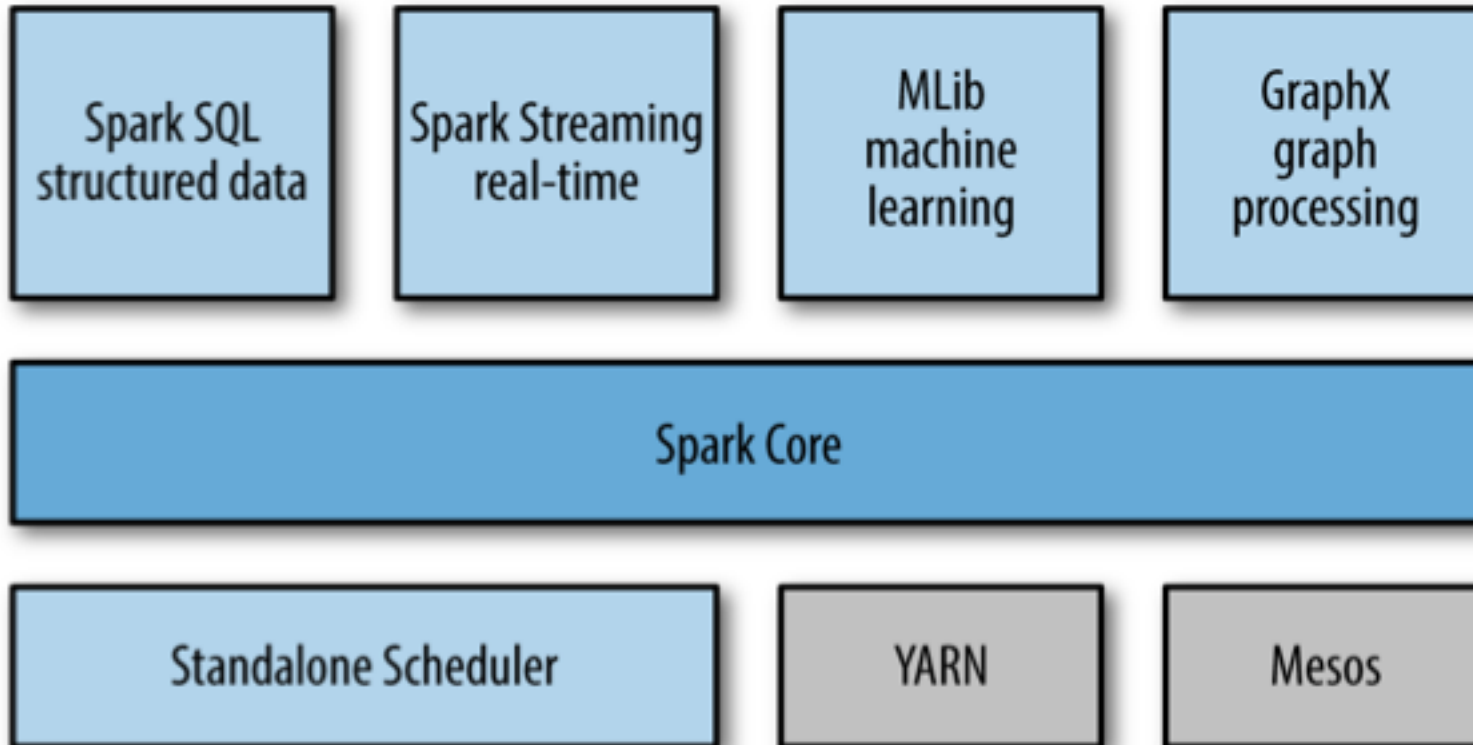 Spark SQL
structured data
Spark Streaming
real-time
MLib
machine
learning
GraphX
graph
processing
Spark Core
Standalone Scheduler
YARN
Mesos